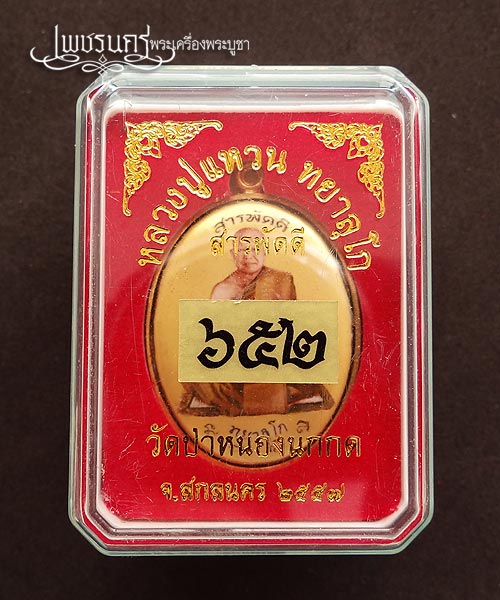 เพชรนคร พระเครื่องพระบูชา
หลวงปู่แหวน ทยาลุโก
สารพัดดี
สารพัดดี
๖๕๒
ทยาลุโก
วัดป่าหนองนกกด
จ.สกลนคร ๒๕๕๗